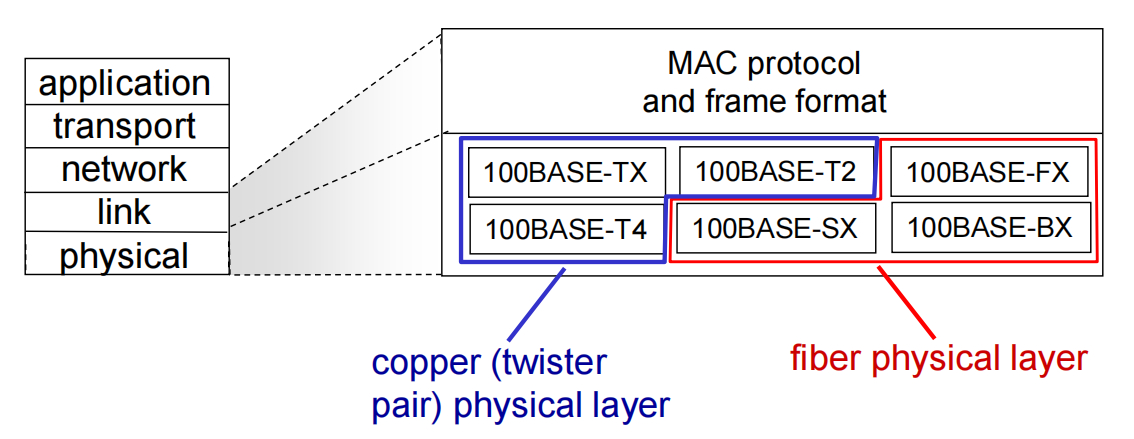 application
transport
network
link
physical
MAC protocol
and frame format
100BASE-TX
100BASE-T2
100BASE-FX
100BASE-T4
100BASE-SX
100BASE-BX
copper (twister
pair) physical layer
fiber physical layer